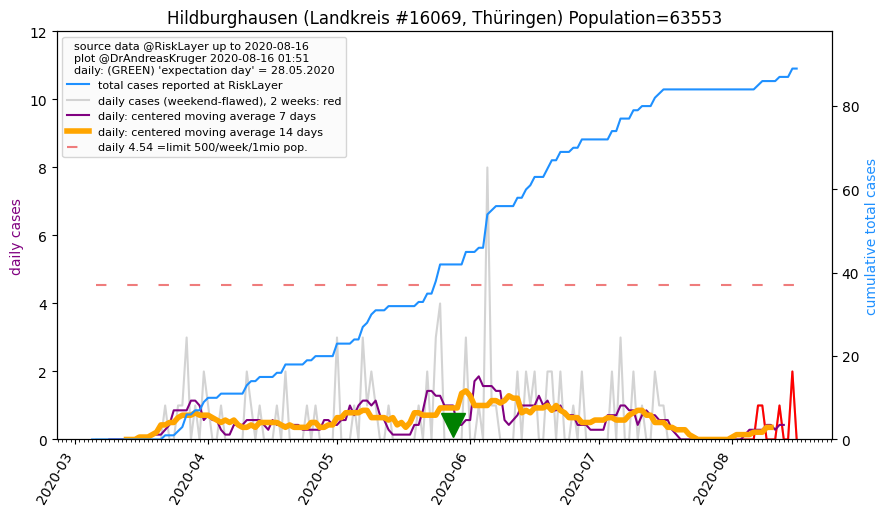 Hildburghausen (Landkreis #16069, Thüringen) Population=63553
source data @RiskLayer up to 2020-08-16
plot @DrAndreasKruger 2020-08-16 01:51
daily: (GREEN) 'expectation day' = 28.05.2020
total cases reported at RiskLayer
daily cases (weekend-flawed), 2 weeks: red
daily: centered moving average 7 days
daily: centered moving average 14 days
daily 4.54 =limit 500/week/1mio pop.
daily cases
12
10
8
6
4
2
0
cumulative total cases
80
60
40
20
0
2020-03
2020-04
2020-05
2020-06
2020-07
2020-08